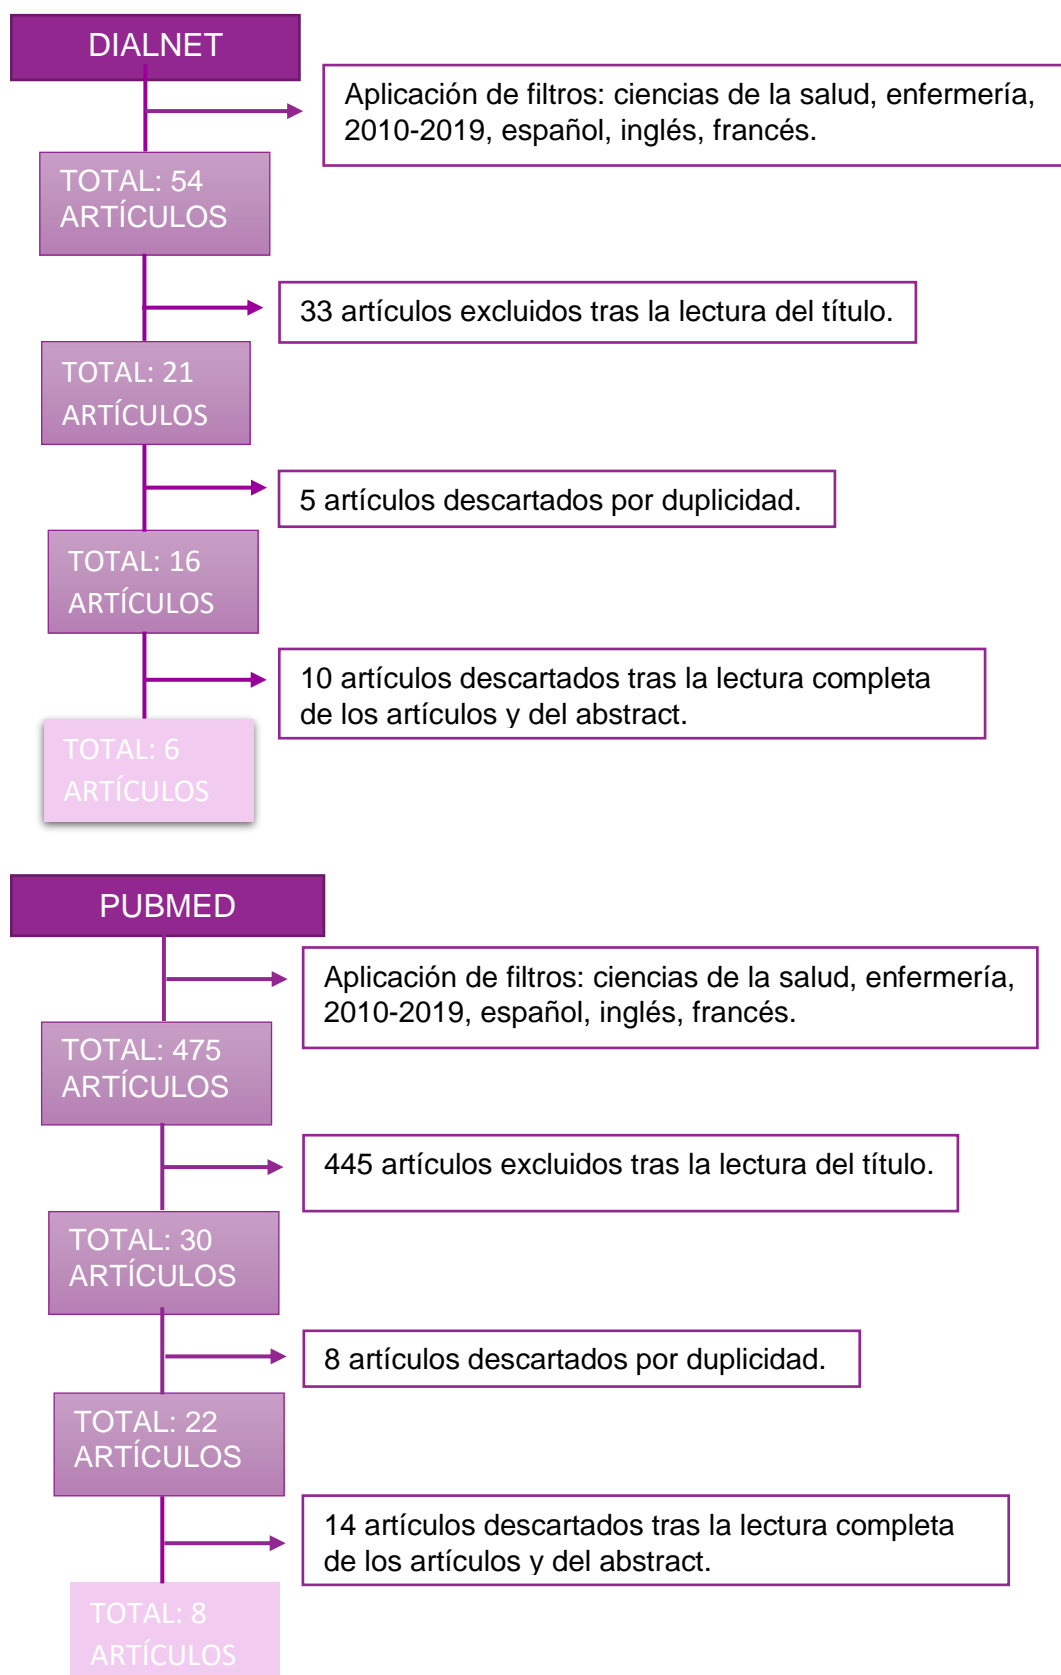 DIALNET
Aplicación de filtros: ciencias de la salud, enfermería,
2010-2019, español, inglés, francés.
TOTAL: 54
ARTÍCULOS
33 artículos excluidos tras la lectura del título.
TOTAL: 21
ARTÍCULOS
5 artículos descartados por duplicidad.
TOTAL: 16
ARTÍCULOS
10 artículos descartados tras la lectura completa
de los artículos y del abstract.
TOTAL: 6
ARTÍCULOS
PUBMED
Aplicación de filtros: ciencias de la salud, enfermería,
2010-2019, español, inglés, francés.
TOTAL: 475
ARTÍCULOS
445 artículos excluidos tras la lectura del título.
TOTAL: 30
ARTÍCULOS
8 artículos descartados por duplicidad.
TOTAL: 22
ARTÍCULOS
14 artículos descartados tras la lectura completa
de los artículos y del abstract.
TOTAL: 8
ARTÍCULOS